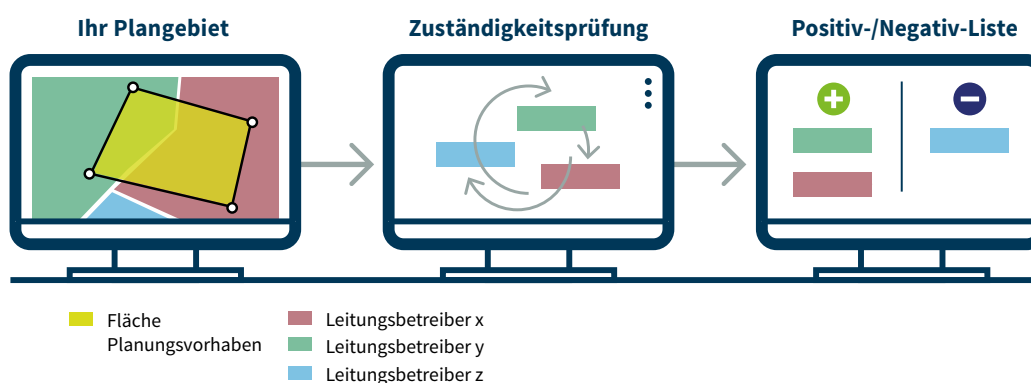 Ihr Plangebiet
Zuständigkeitsprüfung
Positiv-/Negativ-Liste
Fläche
Planungsvorhaben
Leitungsbetreiber x
Leitungsbetreiber y
Leitungsbetreiber z